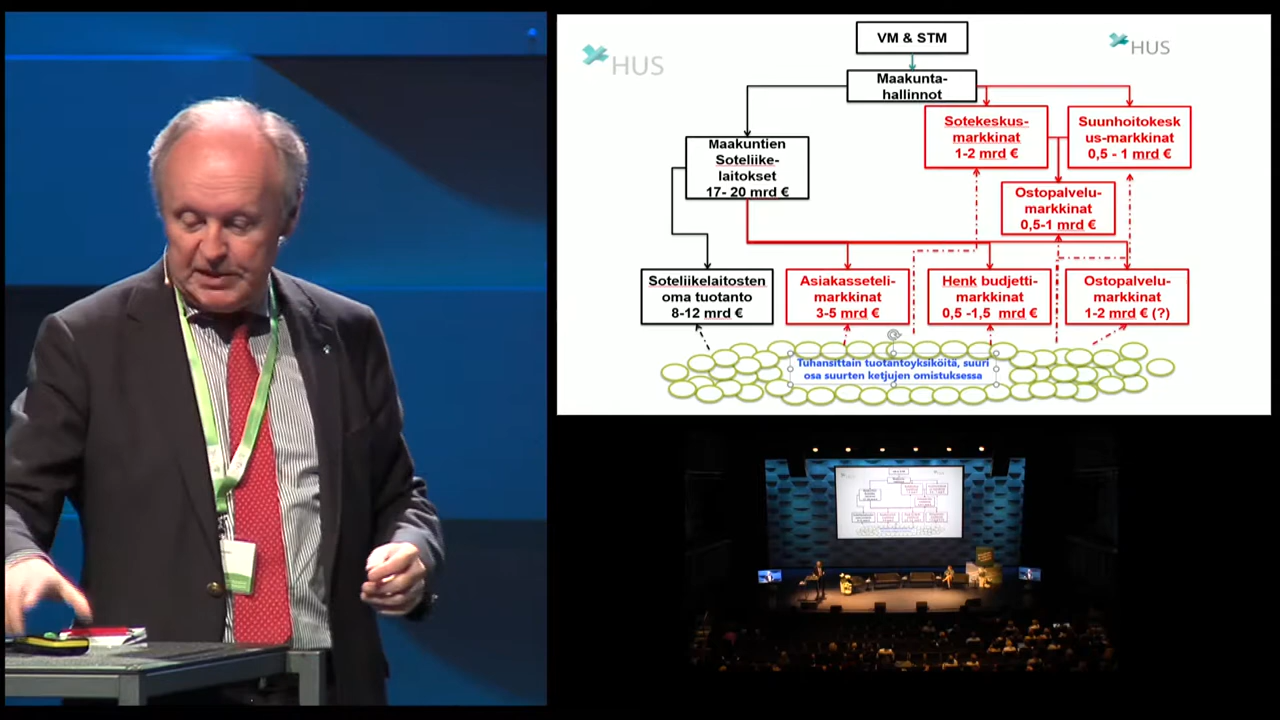 HUS
HUS
VM & STM
Maakunta-
hallinnot
Sotekeskus-
markkinat
1-2 mrd €
Suunhoitokesk
us-markkinat
0,5 - 1 mrd €
Maakuntien
Soteliike-
laitokset
17- 20 mrd €
Ostopalvelu-
markkinat
0,5-1 mrd €
Soteliikelaitosten
oma tuotanto
8-12 mrd €
Asiakasseteli-
markkinat
3-5 mrd €
Henk budjetti-
markkinat
0,5 -1,5 mrd €
Ostopalvelu-
markkinat
1-2 mrd € (?)
Tuhansittain tuotantoyksiköitä, suuri
osa suurten ketjujen omistuksessa